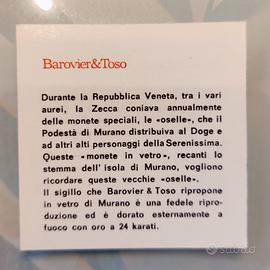 Barovier&Toso
Durante la Repubblica Veneta, tra i vari
aurei, la Zecca coniava annualmente
delle monete speciali, le «oselle», che il
Podestà di Murano distribuiva al Doge e
ad altri alti personaggi della Serenissima.
Queste «monete in vetro», recanti lo
stemma dell'isola di Murano, vogliono
ricordare queste vecchie «oselle».
Il sigillo che Barovier & Toso ripropone
in vetro di Murano è una fedele ripro-
duzione ed è dorato esternamente a
fuoco con oro a 24 karati.
subito